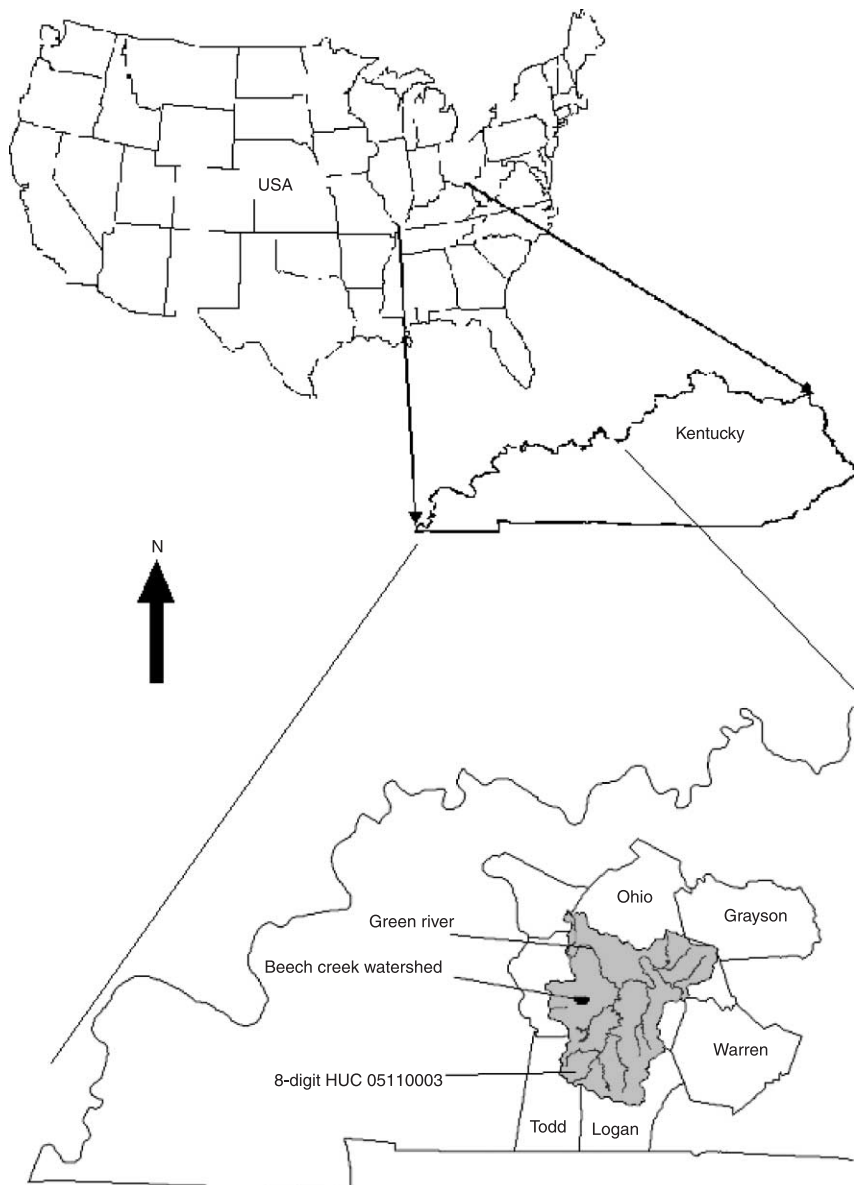 USA
Kentucky
N
Ohio
Grayson
Green river
Beech creek watershed
Warren
8-digit HUC 05110003
Todd
Logan